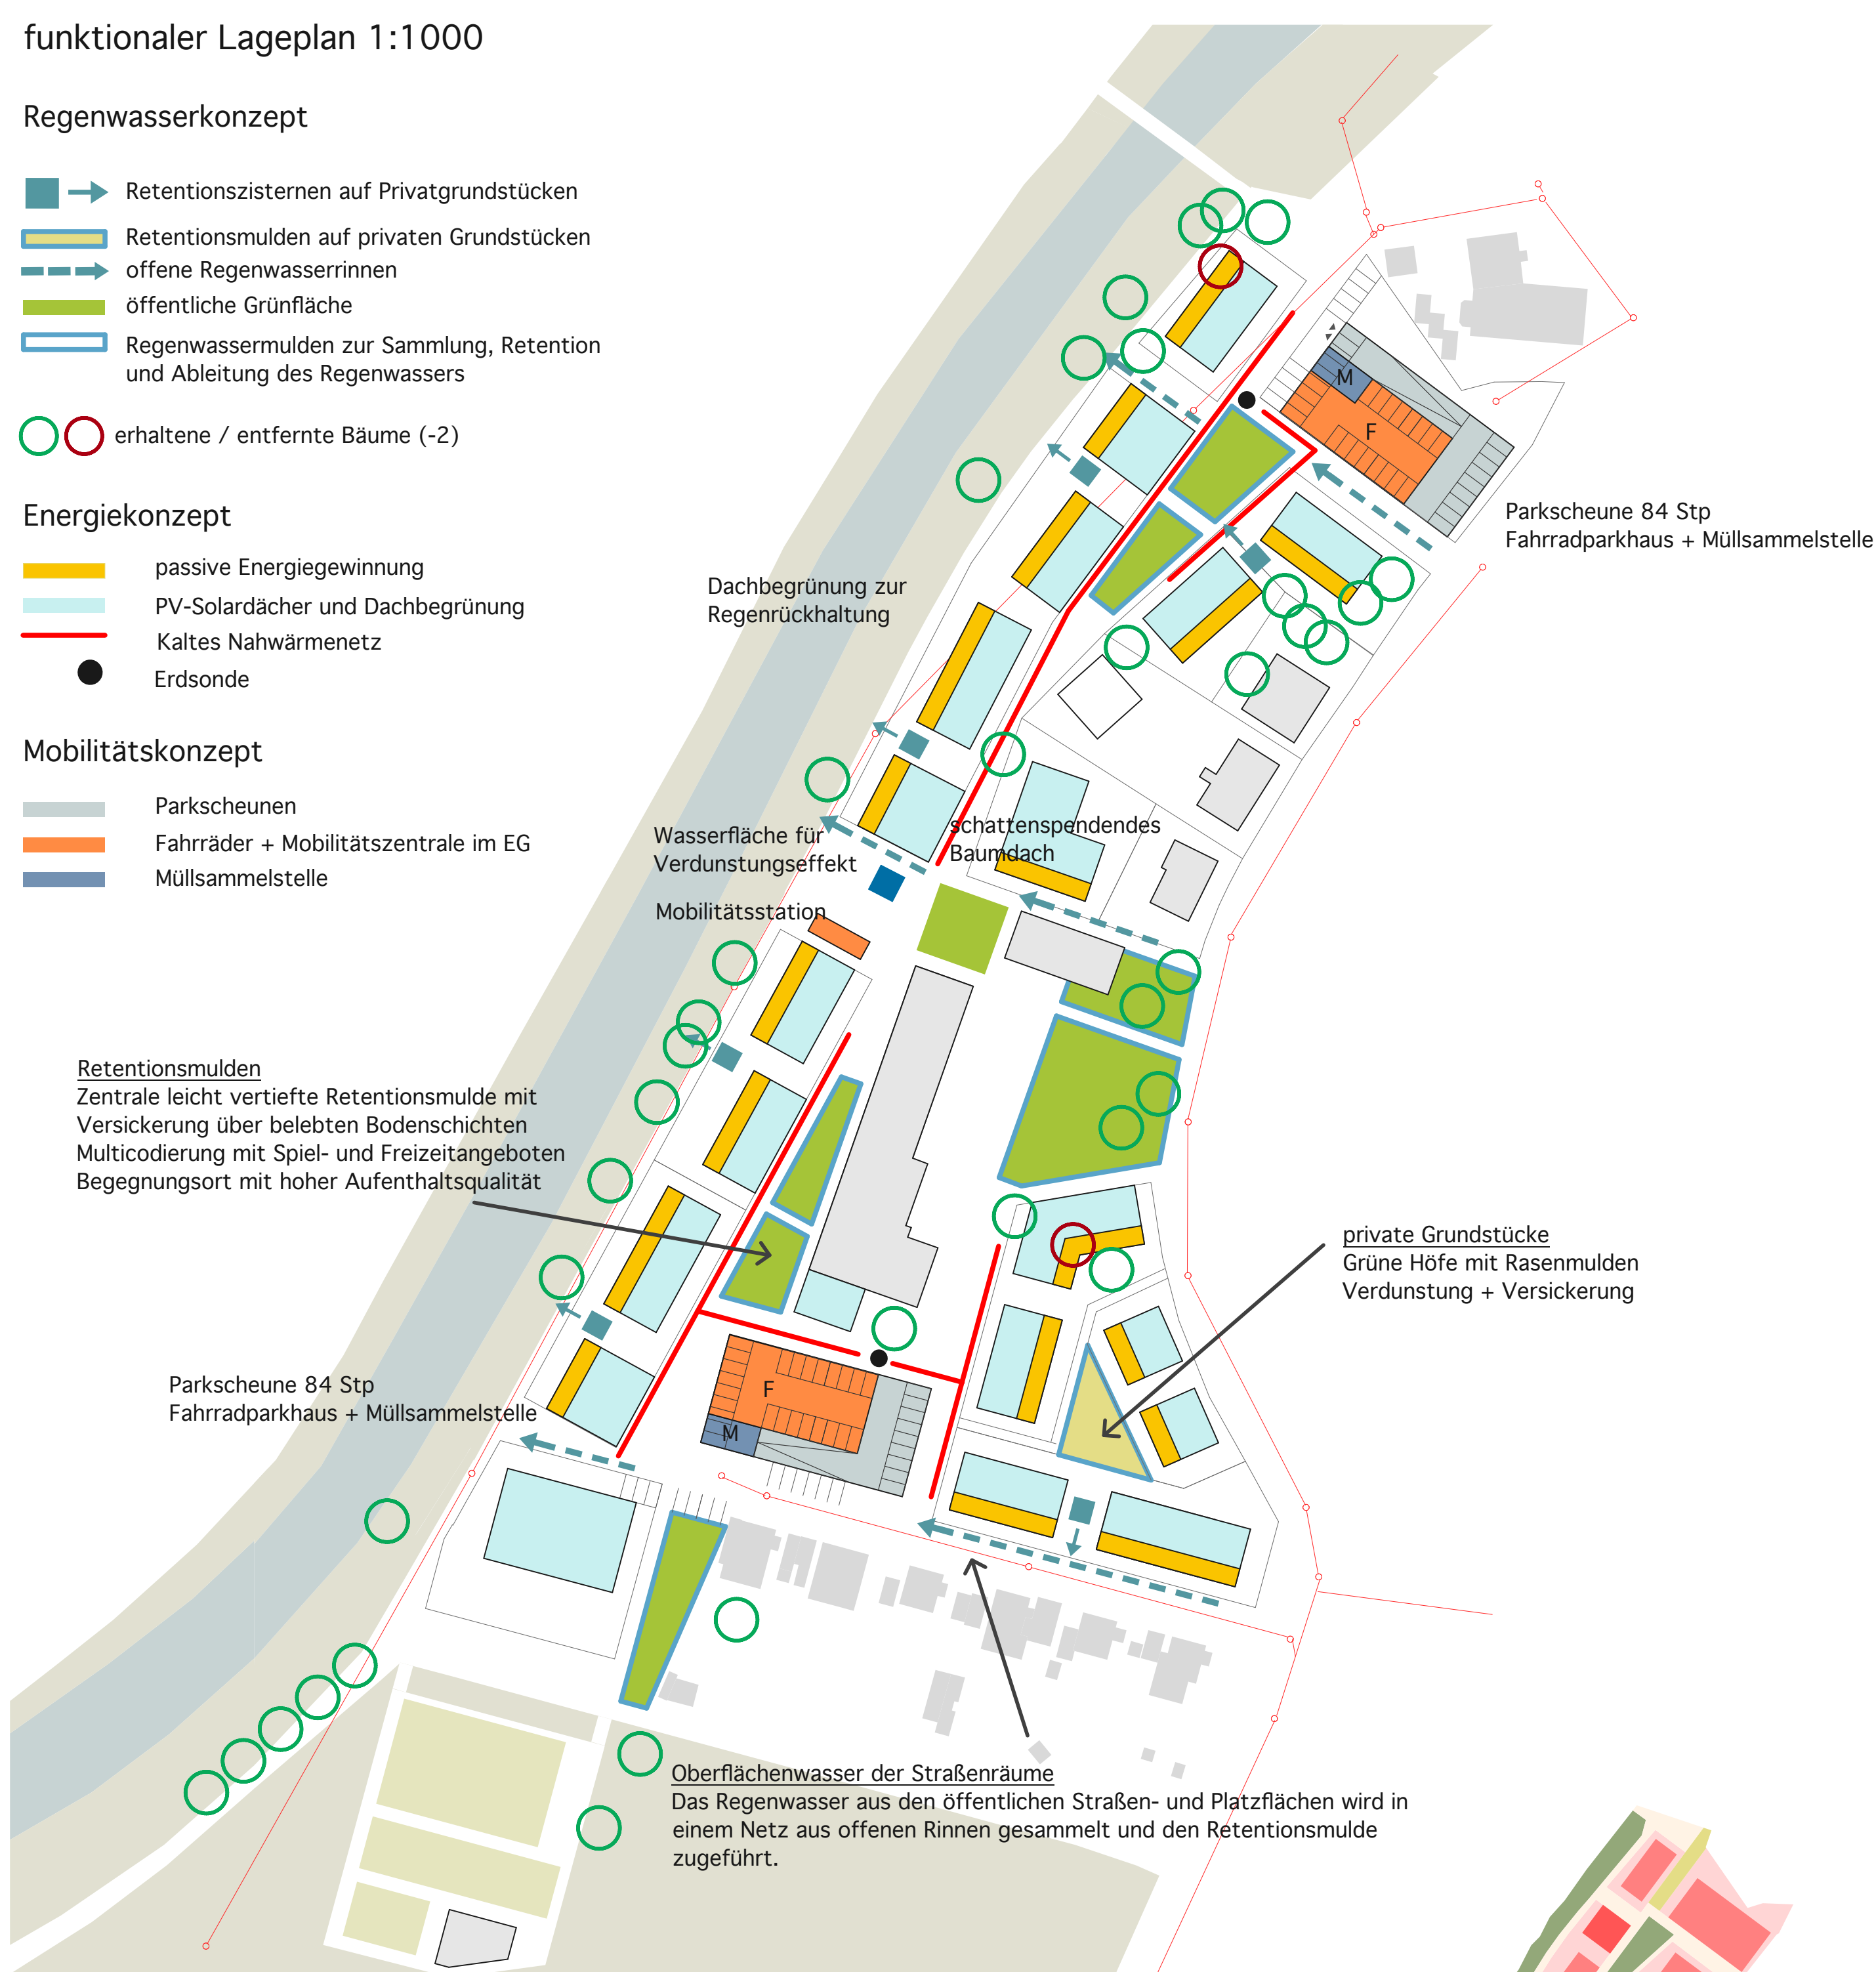 funktionaler Lageplan 1:1000
Regenwasserkonzept
Retentionszisternen auf Privatgrundstücken
Retentionsmulden auf privaten Grundstücken
offene Regenwasserrinnen
öffentliche Grünfläche
Regenwassermulden zur Sammlung, Retention
und Ableitung des Regenwassers
erhaltene / entfernte Bäume (-2)
Energiekonzept
passive Energiegewinnung
PV-Solardächer und Dachbegrünung
Kaltes Nahwärmenetz
Erdsonde
Mobilitätskonzept
Parkscheunen
Fahrräder + Mobilitätszentrale im EG
Müllsammelstelle
M
F
Parkscheune 84 Stp
Fahrradparkhaus + Müllsammelstelle
Dachbegrünung zur
Regenrückhaltung
Wasserfläche für
Verdunstungseffekt
schattenspendendes
Baumdach
Mobilitätsstation
Retentionsmulden
Zentrale leicht vertiefte Retentionsmulde mit
Versickerung über belebten Bodenschichten
Multicodierung mit Spiel- und Freizeitangeboten
Begegnungsort mit hoher Aufenthaltsqualität
private Grundstücke
Grüne Höfe mit Rasenmulden
Verdunstung + Versickerung
Parkscheune 84 Stp
Fahrradparkhaus + Müllsammelstelle
F
M
Oberflächenwasser der Straßenräume
Das Regenwasser aus den öffentlichen Straßen- und Platzflächen wird in
einem Netz aus offenen Rinnen gesammelt und den Retentionsmulde
zugeführt.